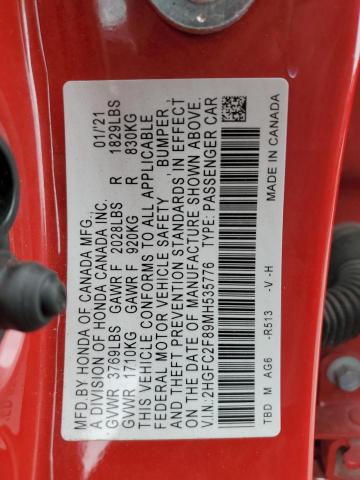 MFD.BY HONDA OF CANADA MFG.,
A DIVISION OF HONDA CANADA INC. 01/'21
GVWR 3769LBS GAWR F 2028LBS R 1829LBS
GVWR 1710KG GAWR F 920KG R 830KG
THIS VEHICLE CONFORMS TO ALL APPLICABLE
FEDERAL MOTOR VEHICLE SAFETY, BUMPER, AND
THEFT PREVENTION STANDARDS IN EFFECT
ON THE DATE OF MANUFACTURE SHOWN ABOVE.
V.I.N.:2HGFC2F89MH535776 TYPE: PASSENGER CAR
TBD M AG6 -R513 -V -H
MADE IN CANADA